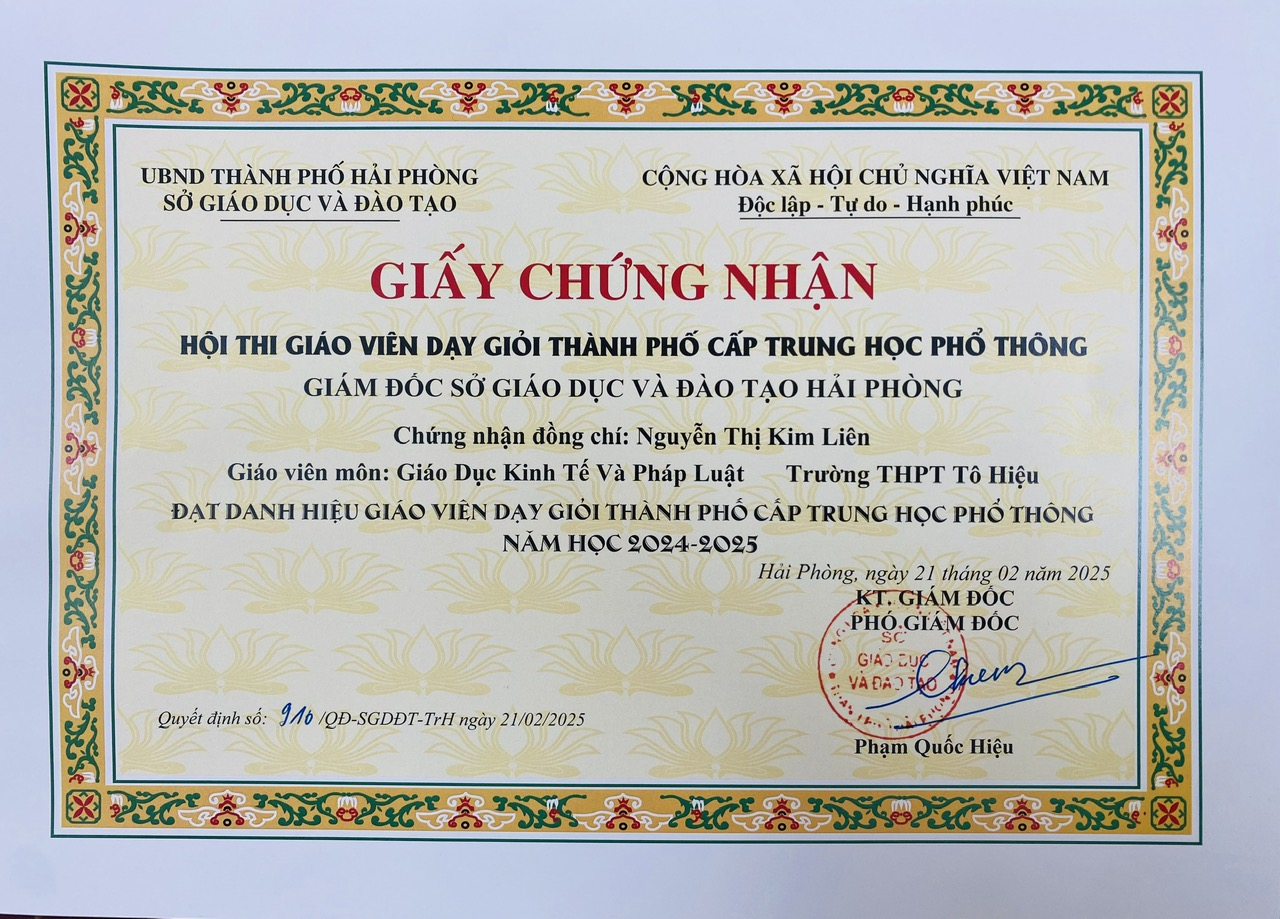 UBND THÀNH PHỐ HẢI PHÒNG
SỞ GIÁO DỤC VÀ ĐÀO TẠO
CỘNG HÒA XÃ HỘI CHỦ NGHĨA VIỆT NAM
Độc lập - Tự do - Hạnh phúc
GIẤY CHỨNG NHẬN
HỘI THI GIÁO VIÊN DẠY GIỎI THÀNH PHỐ CẤP TRUNG HỌC PHỔ THÔNG
GIÁM ĐỐC SỞ GIÁO DỤC VÀ ĐÀO TẠO HẢI PHÒNG
Chứng nhận đồng chí: Nguyễn Thị Kim Liên
Giáo viên môn: Giáo Dục Kinh Tế Và Pháp Luật Trường THPT Tô Hiệu
ĐẠT DANH HIỆU GIÁO VIÊN DẠY GIỎI THÀNH PHỐ CẤP TRUNG HỌC PHỔ THÔNG
NĂM HỌC 2024-2025
Hải Phòng, ngày 21 tháng 02 năm 2025
KT. GIÁM ĐỐC
PHÓ GIÁM ĐỐC
SỞ
GIÁO DỤC
VÀ ĐÀO TẠO
Quyết định số: 910 /QĐ-SGDĐT-TrH ngày 21/02/2025
Phạm Quốc Hiệu